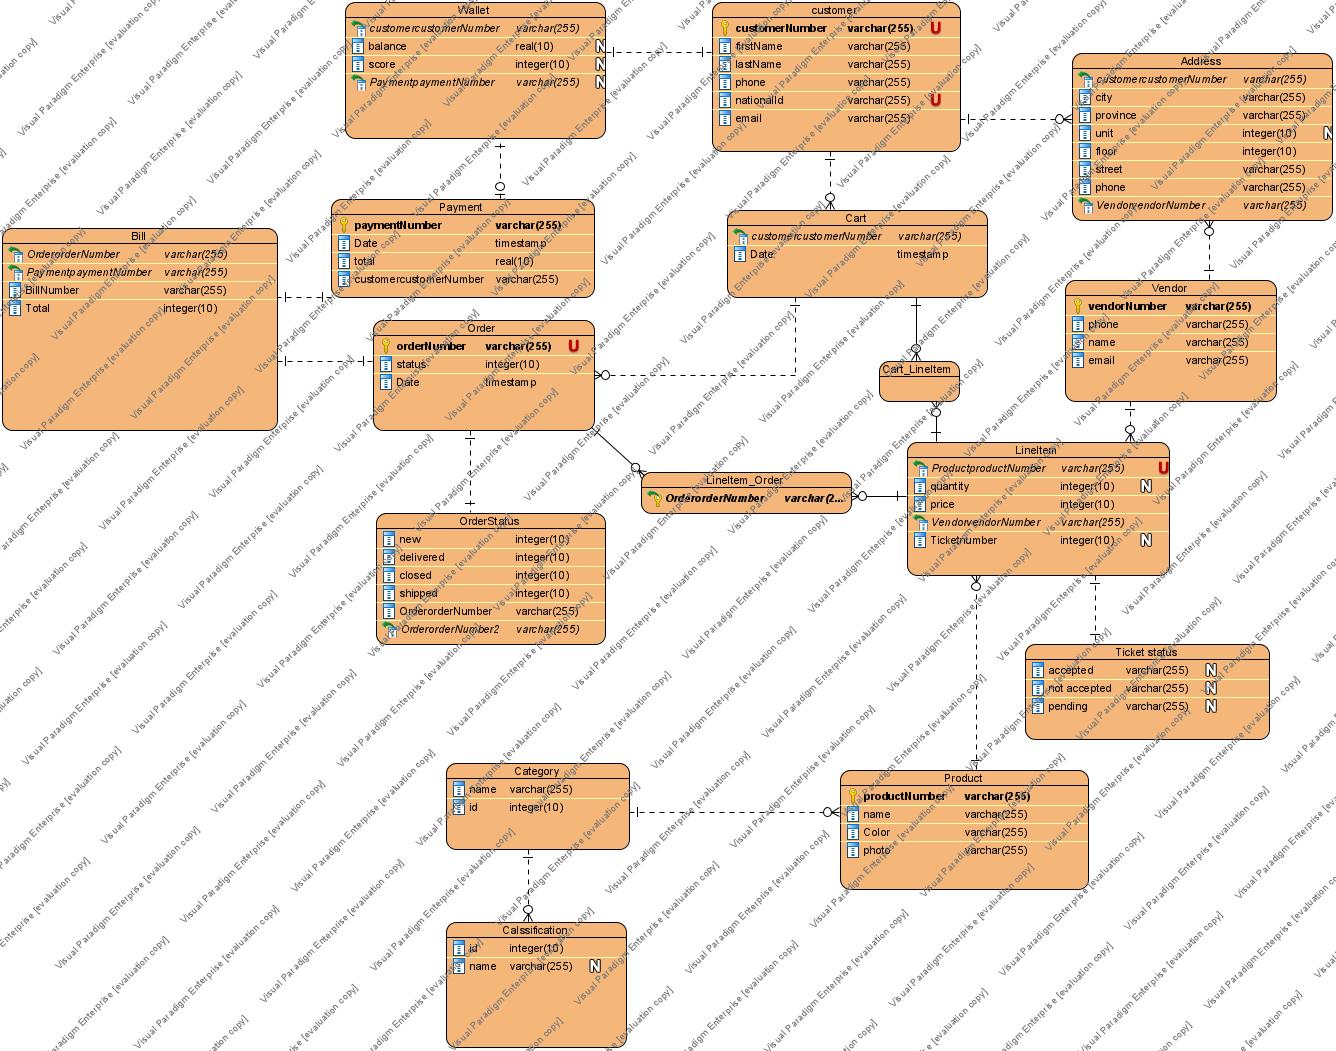 Wallet
customercustomerNumber varchar(255)
balance real(10) N
score integer(10) N
PaymentpaymentNumber varchar(255) N
customer
customerNumber varchar(255) U
firstName varchar(255)
lastName varchar(255)
phone varchar(255)
nationalId varchar(255) U
email varchar(255)
Address
customercustomerNumber varchar(255)
city varchar(255)
province varchar(255)
unit integer(10) N
floor integer(10)
street varchar(255)
phone varchar(255)
VendorvendorNumber varchar(255)
Payment
paymentNumber varchar(255)
Date timestamp
total real(10)
customercustomerNumber varchar(255)
Cart
customercustomerNumber varchar(255)
Date timestamp
Bill
OrderorderNumber varchar(255)
PaymentpaymentNumber varchar(255)
BillNumber varchar(255)
Total integer(10)
Vendor
vendorNumber varchar(255)
phone varchar(255)
name varchar(255)
email varchar(255)
Order
orderNumber varchar(255) U
status integer(10)
Date timestamp
Cart_LineItem
LineItem
ProductproductNumber varchar(255) U
quantity integer(10) N
price integer(10)
VendorvendorNumber varchar(255)
Ticketnumber integer(10) N
LineItem_Order
OrderorderNumber varchar(2...
OrderStatus
new integer(10)
delivered integer(10)
closed integer(10)
shipped integer(10)
OrderorderNumber varchar(255)
OrderorderNumber2 varchar(255)
Ticket status
accepted varchar(255) N
not accepted varchar(255) N
pending varchar(255) N
Category
name varchar(255)
id integer(10)
Product
productNumber varchar(255)
name varchar(255)
Color varchar(255)
photo varchar(255)
Calssification
id integer(10)
name varchar(255) N
Visual Paradigm Enterprise [evaluation copy]